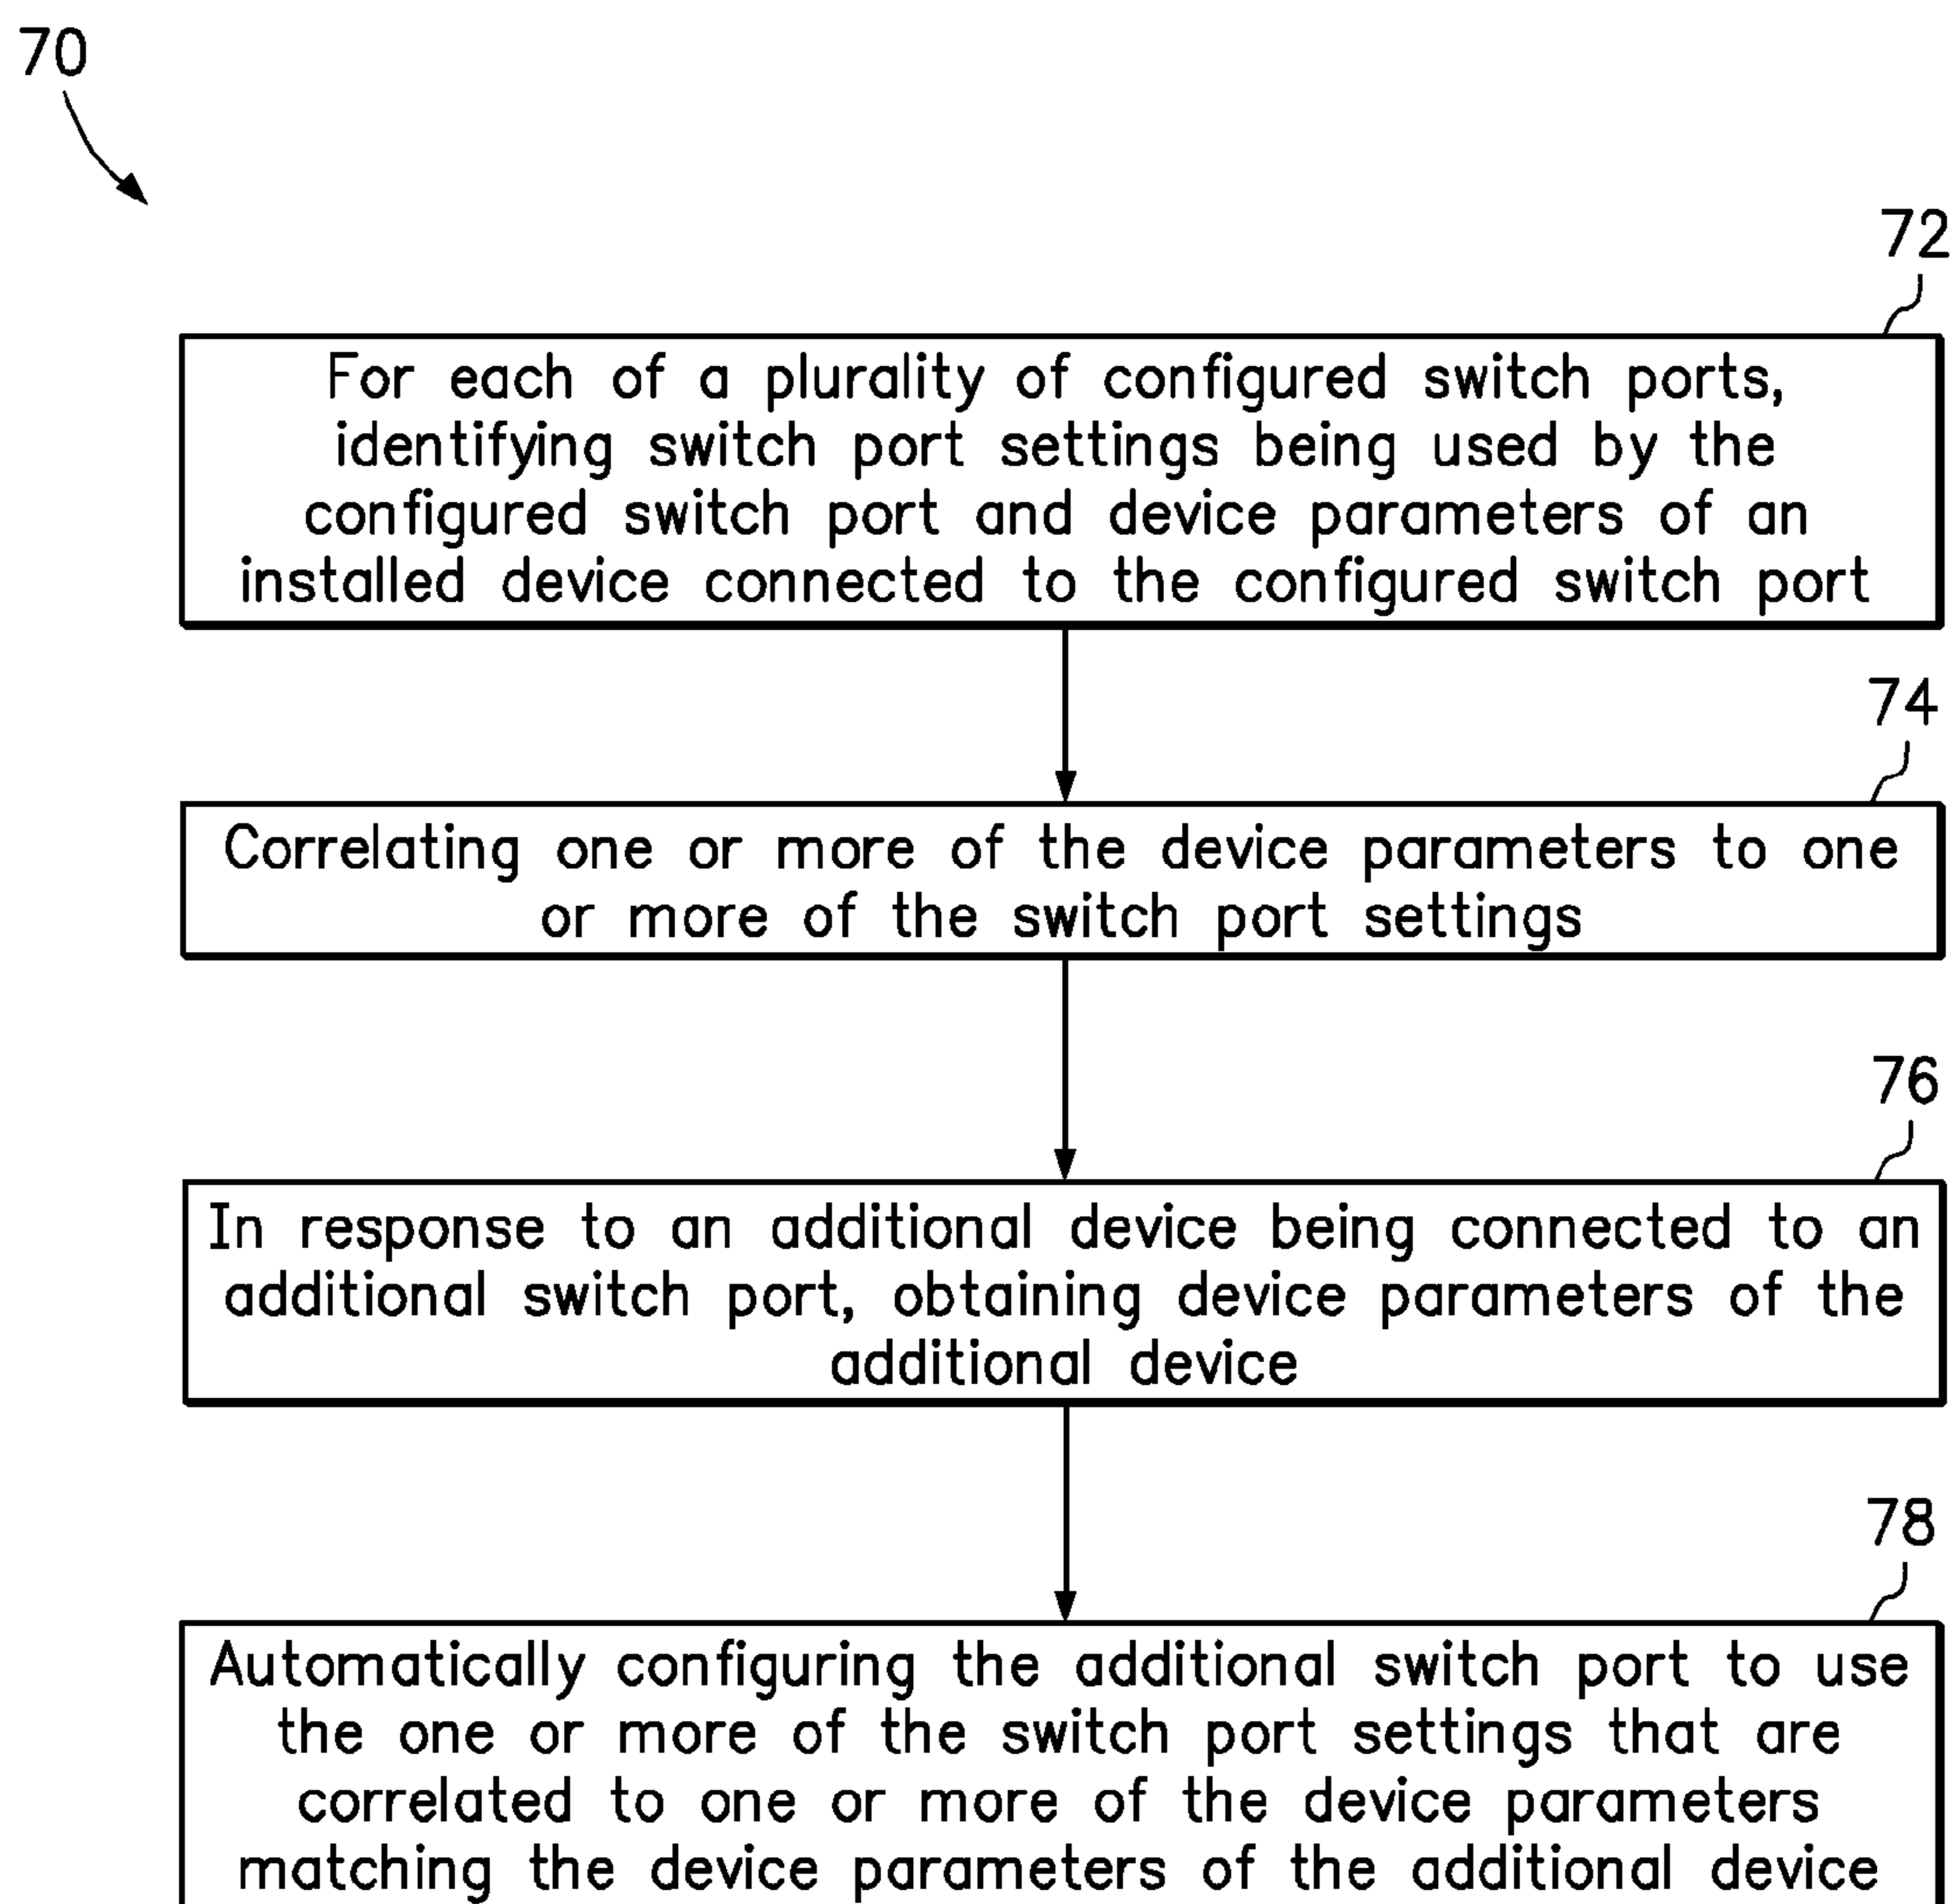 70
72
For each of a plurality of configured switch ports,
identifying switch port settings being used by the
configured switch port and device parameters of an
installed device connected to the configured switch port
74
Correlating one or more of the device parameters to one
or more of the switch port settings
76
In response to an additional device being connected to an
additional switch port, obtaining device parameters of the
additional device
78
Automatically configuring the additional switch port to use
the one or more of the switch port settings that are
correlated to one or more of the device parameters
matching the device parameters of the additional device